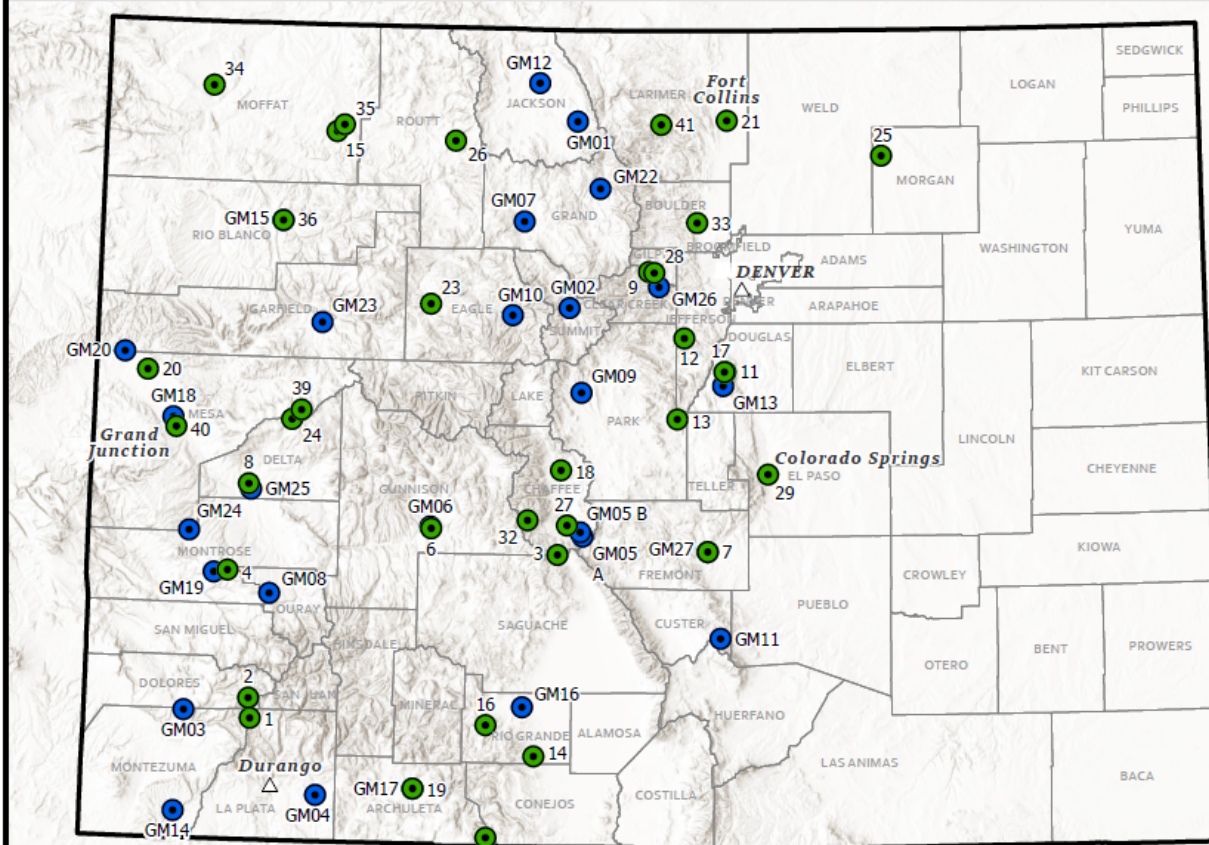 SEDGWICK
34
GM12
Fort
Collins
LOGAN
MOFFAT
JACKSON
LARIMER
WELD
PHILLIPS
35
ROUTT
41
21
25
15
26
GM01
MORGAN
GM22
GM07
BOULDER
GM15
36
GRAND
33
YUMA
RIO BLANCO
BROOMFIELD
WASHINGTON
GILPIN
28
ADAMS
DENVER
23
GM02
9
GARFIELD
EAGLE
GM10
CLEAR CREEK
GM26
DENVER
ARAPAHOE
GM23
SUMMIT
JEFFERSON
DOUGLAS
GM20
12
17
ELBERT
20
11
KIT CARSON
GM18
39
PITKIN
LAKE
GM09
GM13
MESA
PARK
40
24
13
Grand
Junction
LINCOLN
DELTA
8
18
Colorado Springs
CHEYENNE
GM25
GUNNISON
CHAFFEE
TELLER
EL PASO
29
GM06
27
GM05 B
GM24
32
6
3
GM05
A
GM27
7
MONTROSE
KIOWA
4
FREMONT
CROWLEY
GM19
GM08
OURAY
PUEBLO
SAN MIGUEL
SAGUACHE
CUSTER
HINSDALE
GM11
BENT
PROWERS
OTERO
DOLORES
2
SAN JUAN
MINERAL
GM16
GM03
1
16
HUERFANO
RIO GRANDE
ALAMOSA
14
MONTEZUMA
Durango
LAS ANIMAS
BACA
GM17
19
LA PLATA
GM04
ARCHULETA
CONEJOS
COSTILLA
GM14